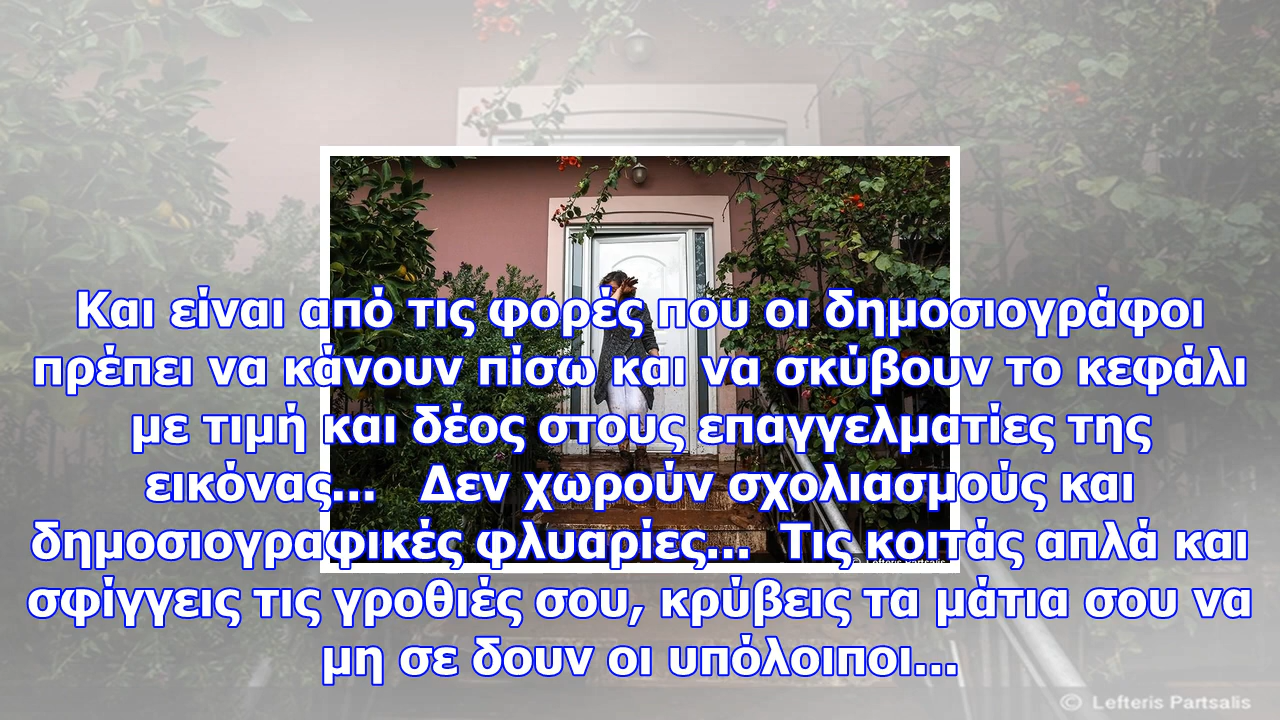 Και είναι από τις φορές που οι δημοσιογράφοι
πρέπει να κάνουν πίσω και να σκύβουν το κεφάλι
με τιμή και δέος στους επαγγελματίες της
εικόνας... Δεν χωρούν σχολιασμούς και
δημοσιογραφικές φλυαρίες... Τις κοιτάς απλά και
σφίγγεις τις γροθιές σου, κρύβεις τα μάτια σου να
μη σε δουν οι υπόλοιποι...
© Lefteris Partsalis
© Lefteris Partsalis